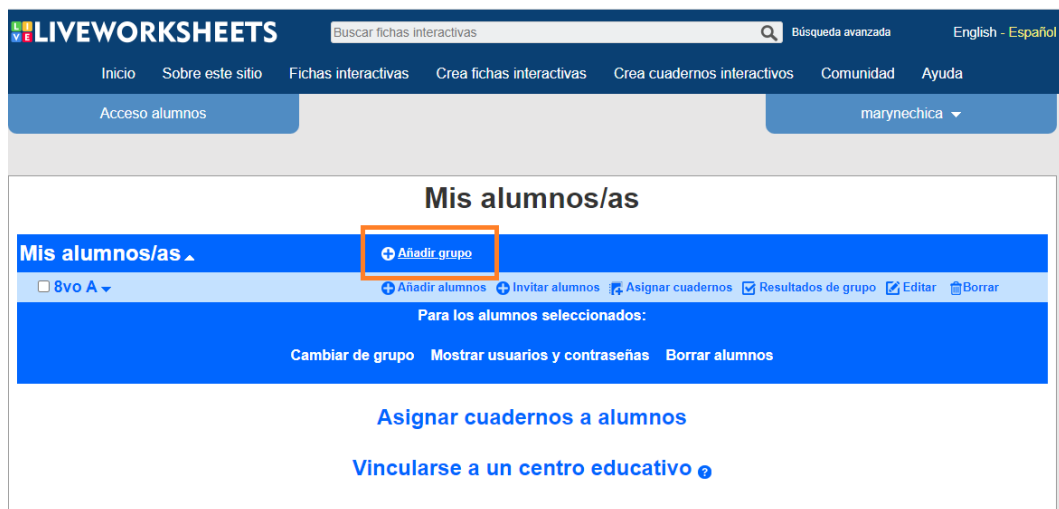 LIVE LIVEWORKSHEETS Buscar fichas interactivas Búsqueda avanzada English - Español
Inicio Sobre este sitio Fichas interactivas Crea fichas interactivas Crea cuadernos interactivos Comunidad Ayuda
Acceso alumnos marynechica
Mis alumnos/as
Mis alumnos/as Añadir grupo
8vo A Añadir alumnos Invitar alumnos Asignar cuadernos Resultados de grupo Editar Borrar
Para los alumnos seleccionados:
Cambiar de grupo Mostrar usuarios y contraseñas Borrar alumnos
Asignar cuadernos a alumnos
Vincularse a un centro educativo ?